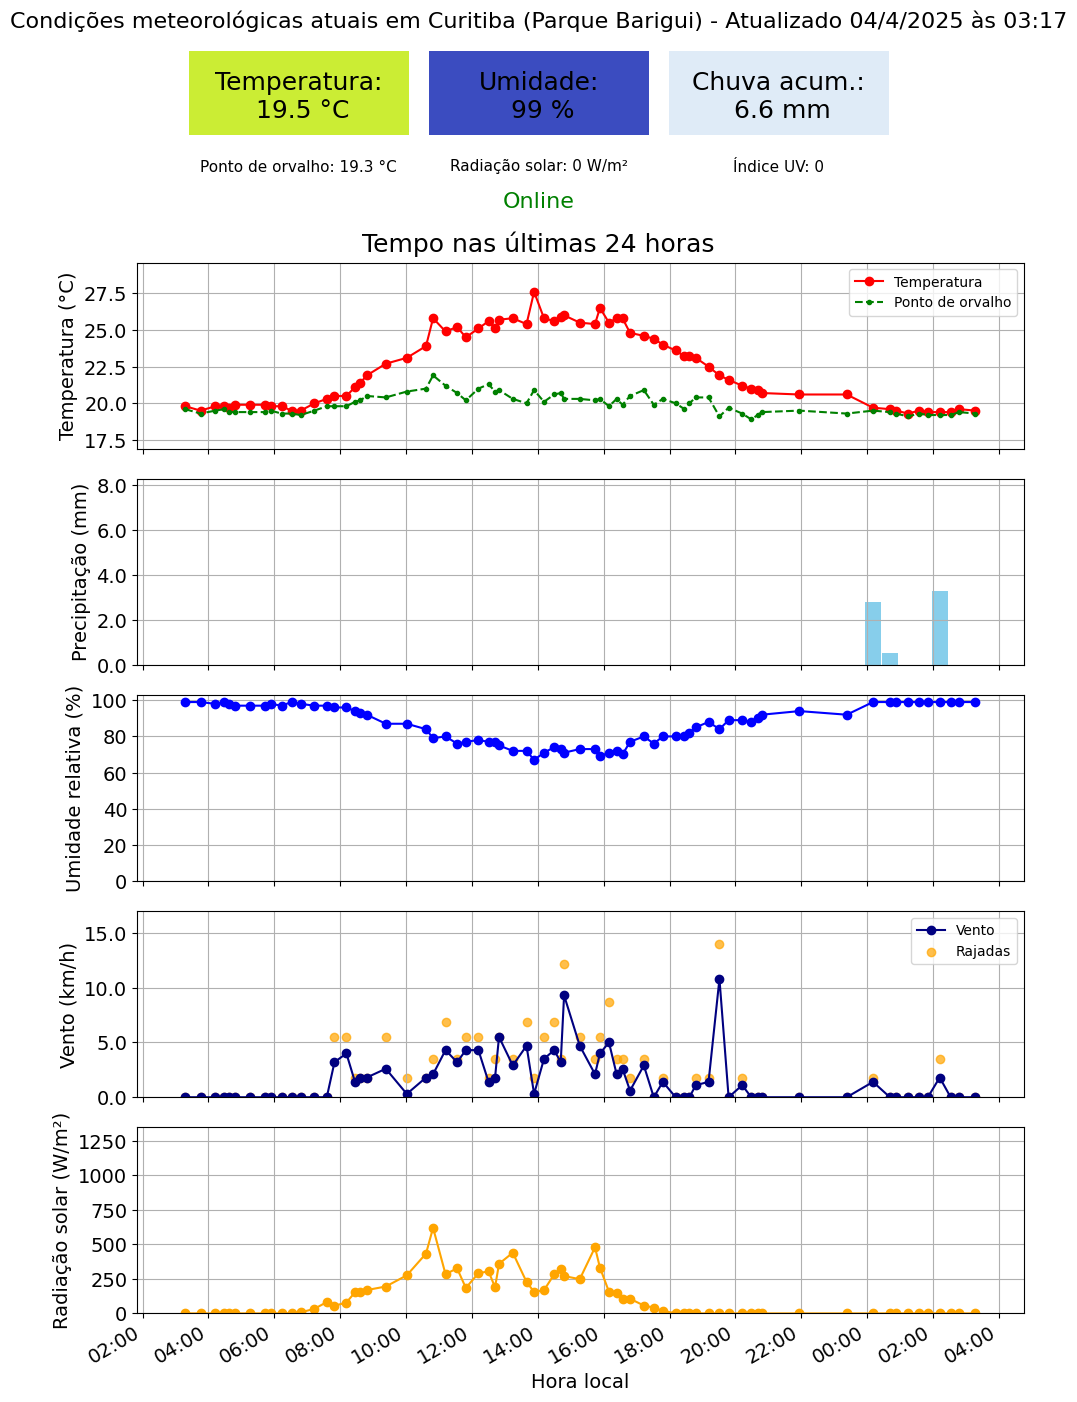 Condições meteorológicas atuais em Curitiba (Parque Barigui) - Atualizado 04/4/2025 às 03:17
Temperatura:
19.5 °C
Umidade:
99 %
Chuva acum.:
6.6 mm
Ponto de orvalho: 19.3 °C
Radiação solar: 0 W/m²
Índice UV: 0
Online
Tempo nas últimas 24 horas
Temperatura (°C)
27.5
25.0
22.5
20.0
17.5
Temperatura
Ponto de orvalho
Precipitação (mm)
8.0
6.0
4.0
2.0
0.0
Umidade relativa (%)
100
80
60
40
20
0
Vento (km/h)
15.0
10.0
5.0
0.0
Vento
Rajadas
Radiação solar (W/m²)
1250
1000
750
500
250
0
02:00 04:00 06:00 08:00 10:00 12:00 14:00 16:00 18:00 20:00 22:00 00:00 02:00 04:00
Hora local